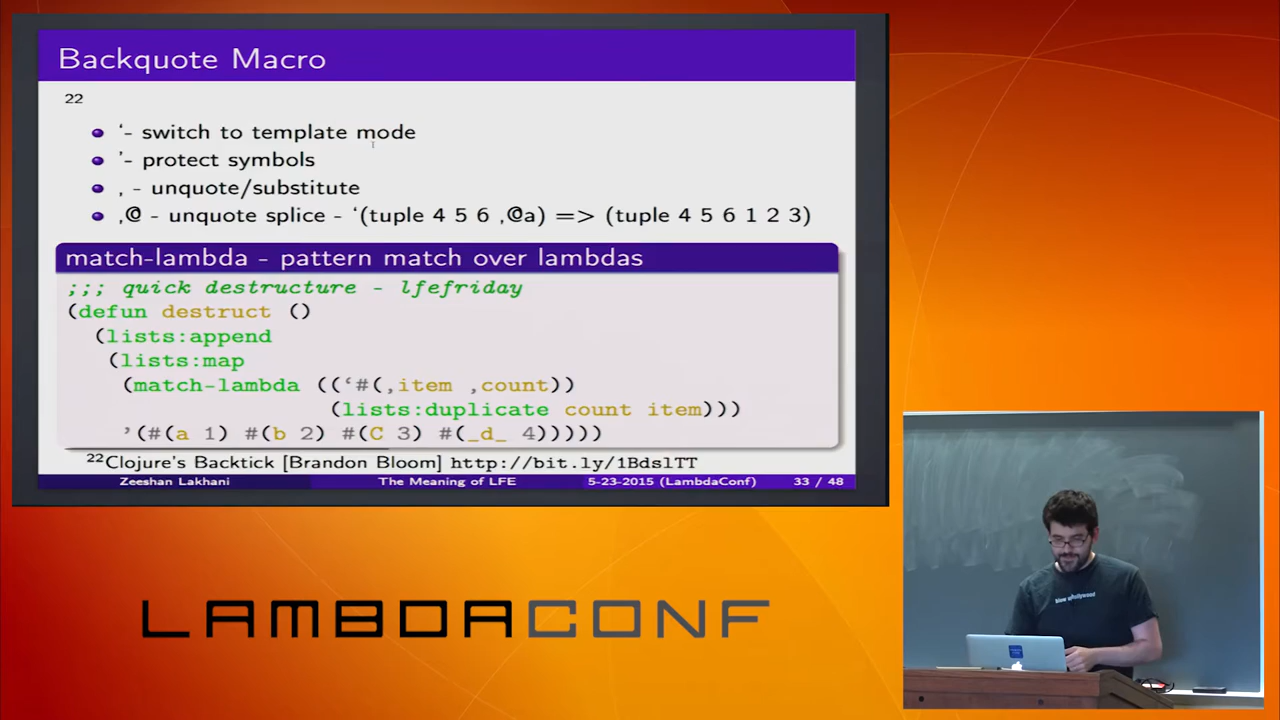 Backquote Macro
22
‘- switch to template mode
’- protect symbols
, - unquote/substitute
,@ - unquote splice - ‘(tuple 4 5 6 ,@a) => (tuple 4 5 6 1 2 3)
match-lambda - pattern match over lambdas
;;; quick destructure - lfefriday
(defun destruct ()
(lists:append
(lists:map
(match-lambda ((‘#(,item ,count))
(lists:duplicate count item)))
’(#(a 1) #(b 2) #(C 3) #(_d_ 4)))))
22Clojure's Backtick [Brandon Bloom] http://bit.ly/1BdslTT
Zeeshan Lakhani The Meaning of LFE 5-23-2015 (LambdaConf) 33 / 48
LAMBDACONF